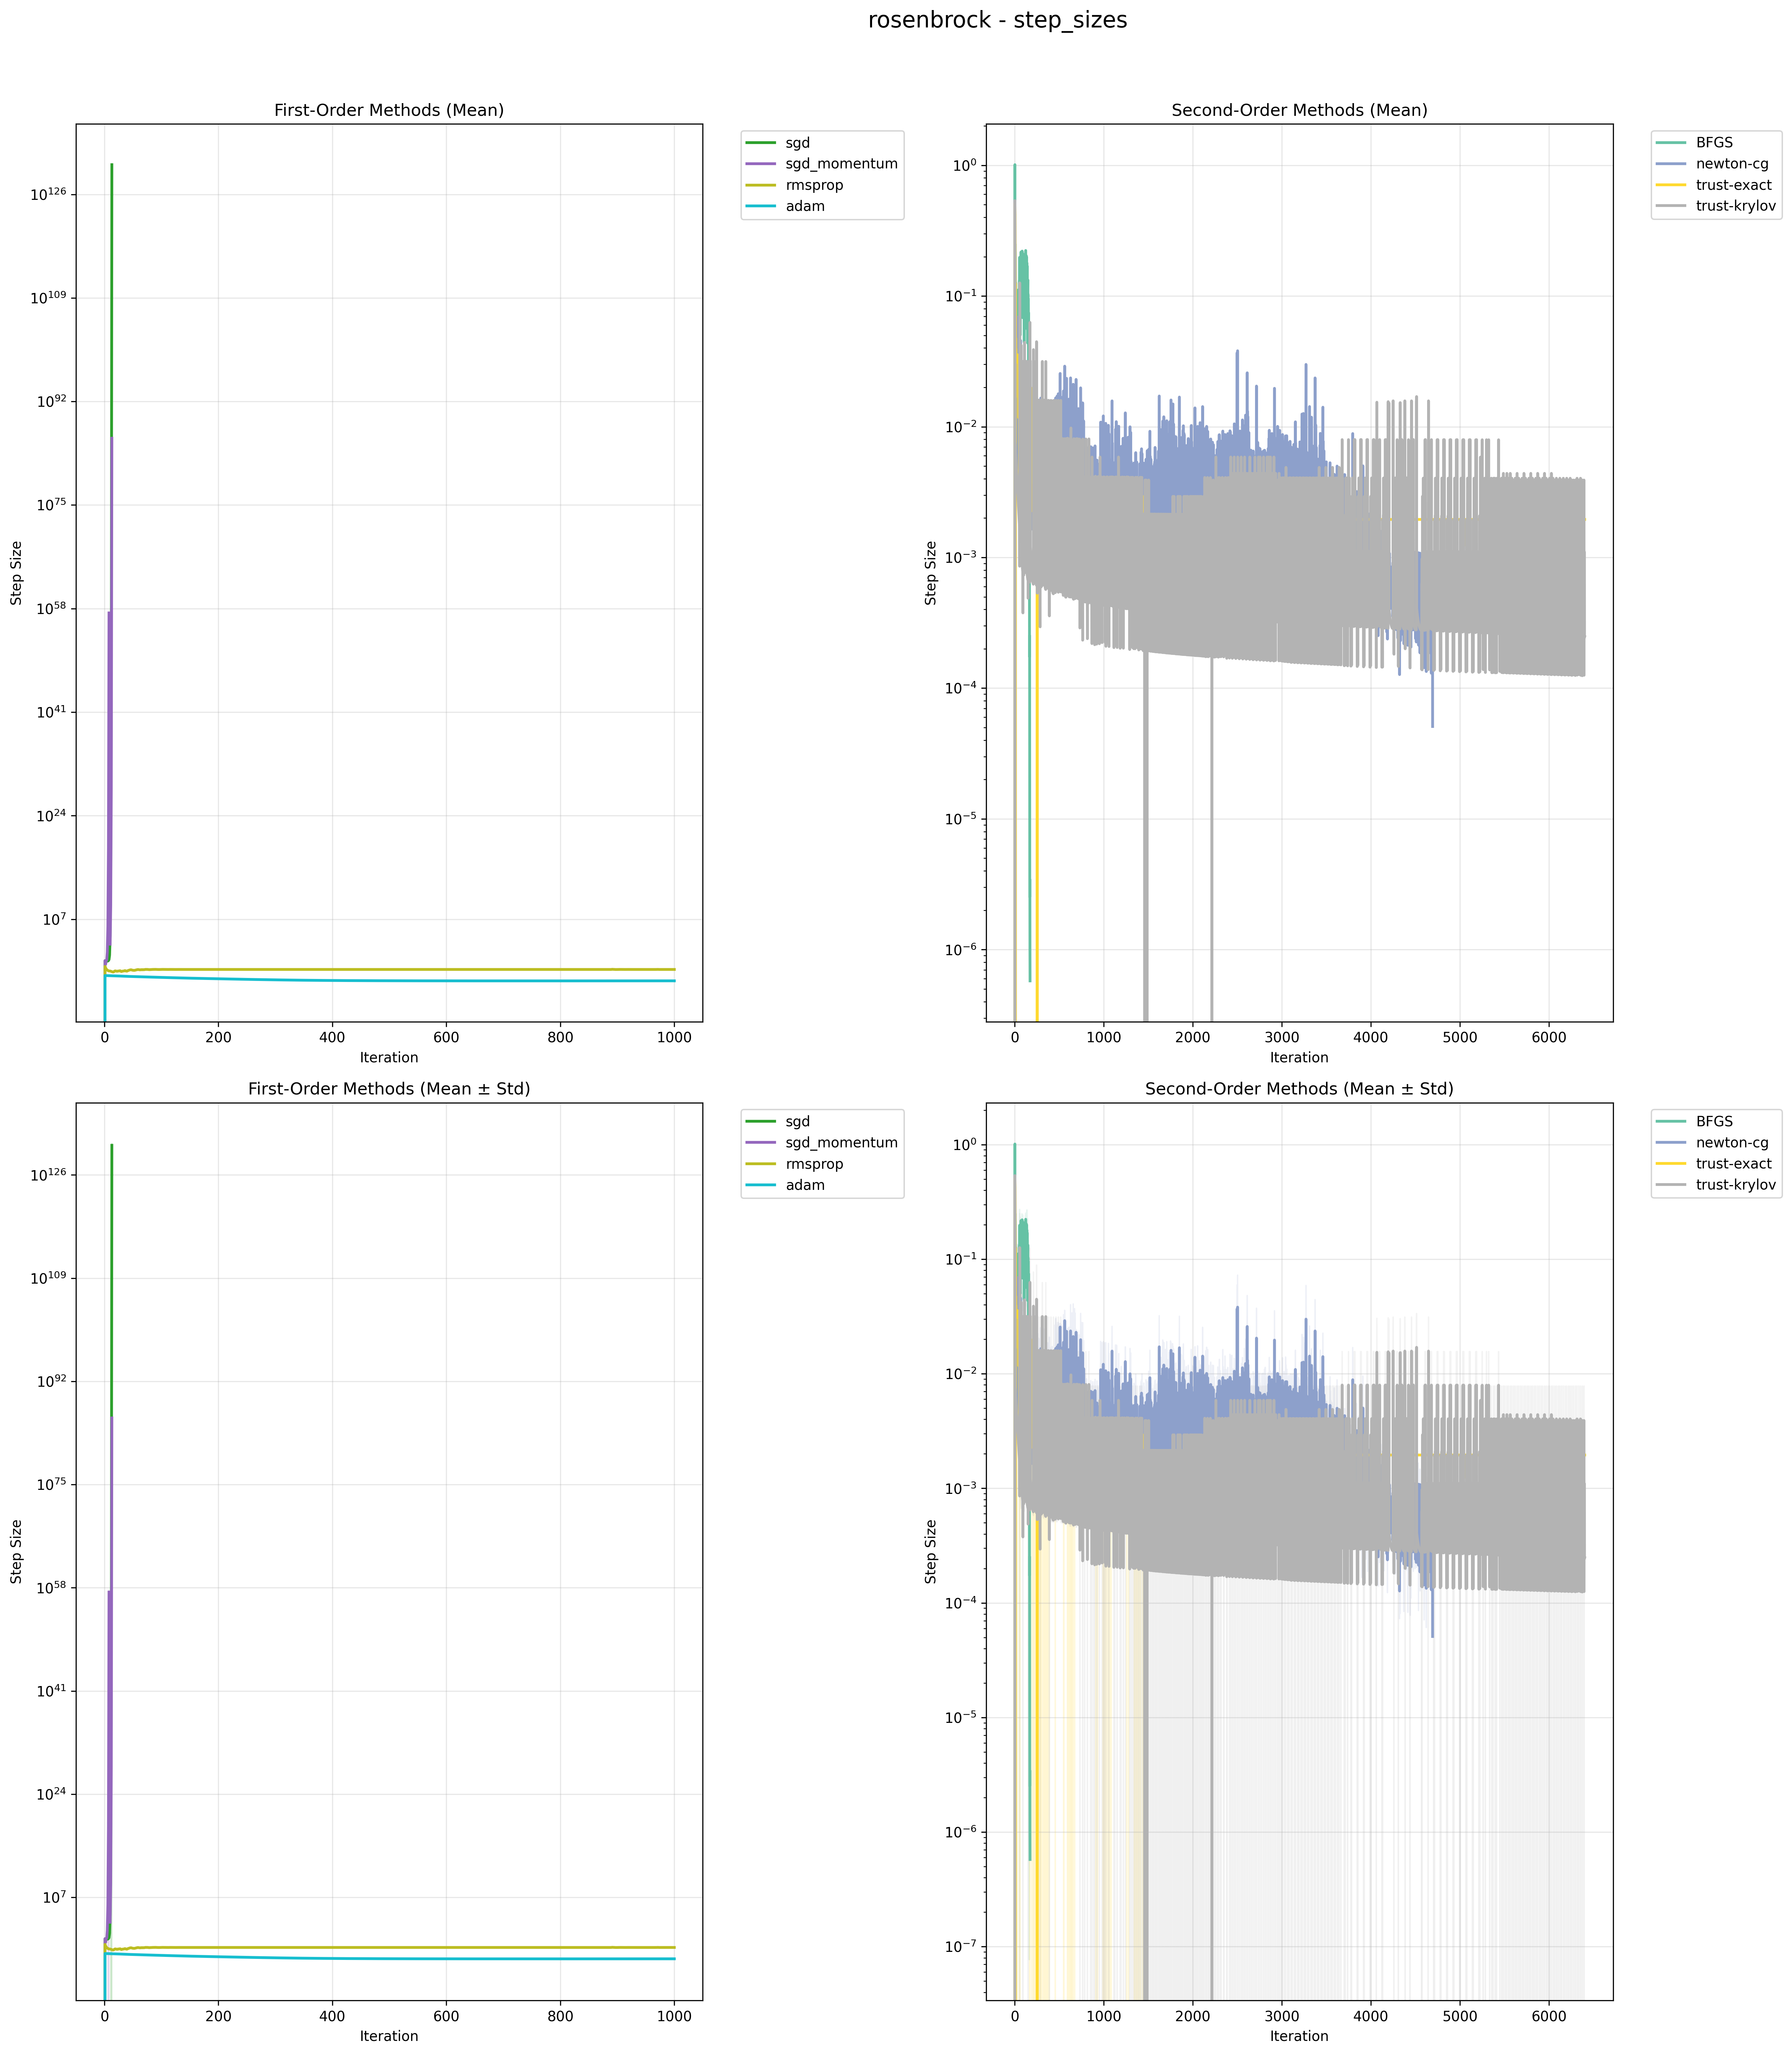 rosenbrock - step_sizes
First-Order Methods (Mean)
Step Size
10^126
10^109
10^92
10^75
10^58
10^41
10^24
10^7
0 200 400 600 800 1000
Iteration
sgd
sgd_momentum
rmsprop
adam
Second-Order Methods (Mean)
Step Size
10^0
10^−1
10^−2
10^−3
10^−4
10^−5
10^−6
0 1000 2000 3000 4000 5000 6000
Iteration
BFGS
newton-cg
trust-exact
trust-krylov
First-Order Methods (Mean ± Std)
Step Size
10^126
10^109
10^92
10^75
10^58
10^41
10^24
10^7
0 200 400 600 800 1000
Iteration
sgd
sgd_momentum
rmsprop
adam
Second-Order Methods (Mean ± Std)
Step Size
10^0
10^−1
10^−2
10^−3
10^−4
10^−5
10^−6
10^−7
0 1000 2000 3000 4000 5000 6000
Iteration
BFGS
newton-cg
trust-exact
trust-krylov